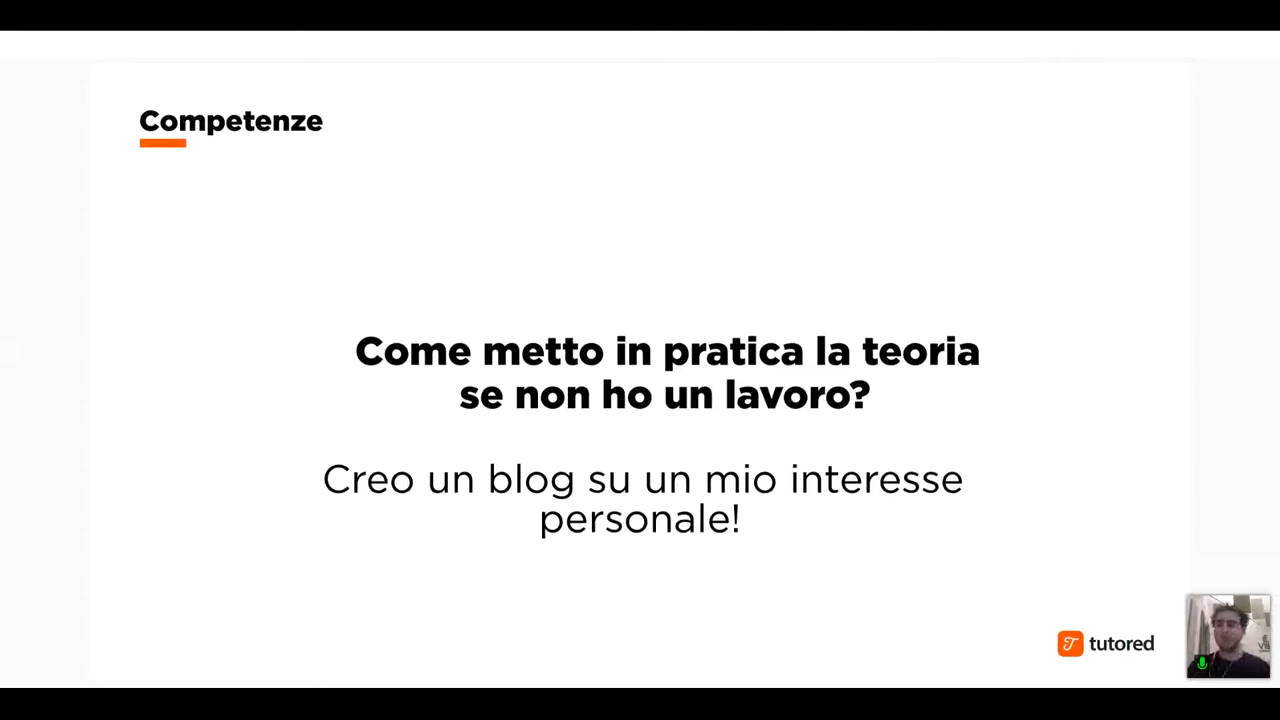 Competenze
Come metto in pratica la teoria
se non ho un lavoro?
Creo un blog su un mio interesse
personale!
tutored